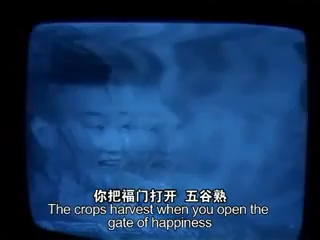 你把福门打开 五谷熟
The crops harvest when you open the
gate of happiness